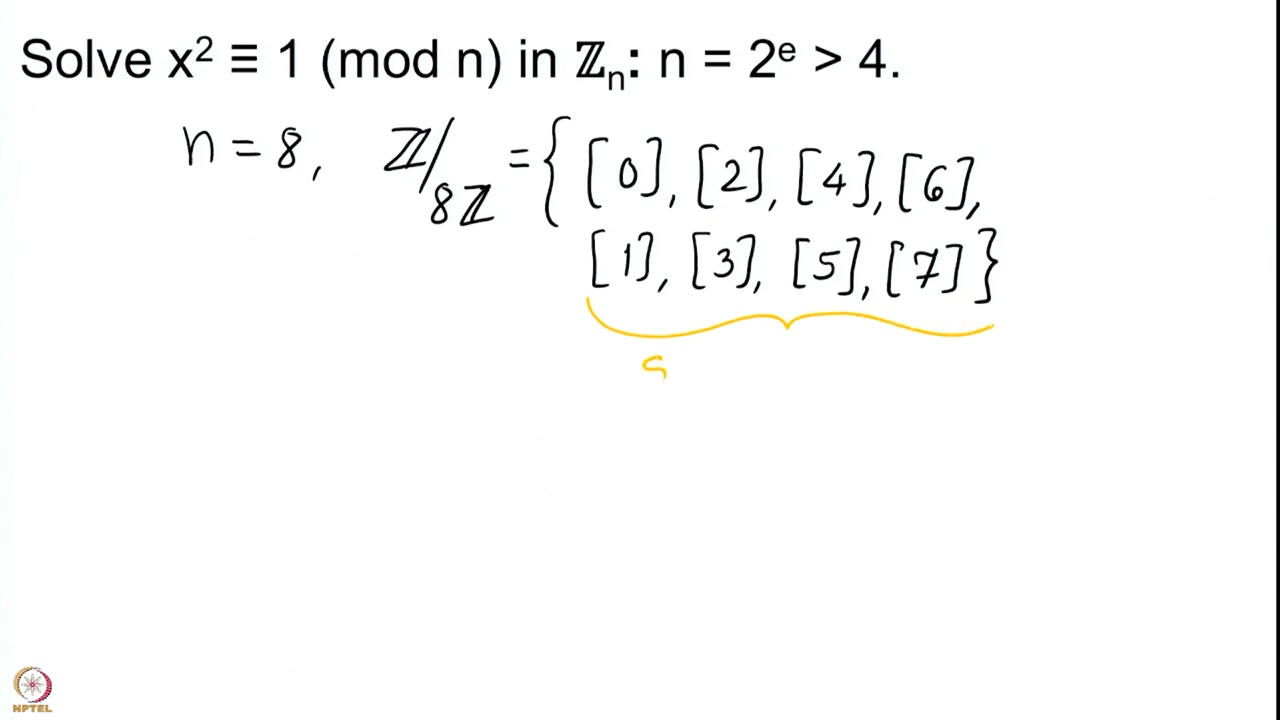 Solve x² ≡ 1 (mod n) in ℤₙ: n = 2ᵉ > 4.
n = 8, ℤ/8ℤ = { [0], [2], [4], [6],
[1], [3], [5], [7] }
NPTEL